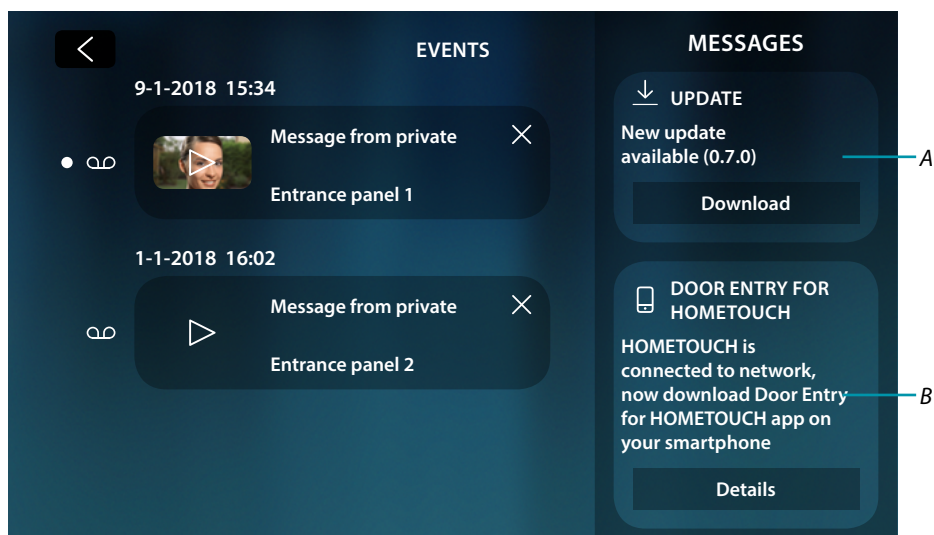 EVENTS
9-1-2018 15:34
Message from private
Entrance panel 1
1-1-2018 16:02
Message from private
Entrance panel 2
MESSAGES
UPDATE
New update
available (0.7.0)
Download
A
DOOR ENTRY FOR
HOMETOUCH
HOMETOUCH is
connected to network,
now download Door Entry
for HOMETOUCH app on
your smartphone
Details
B